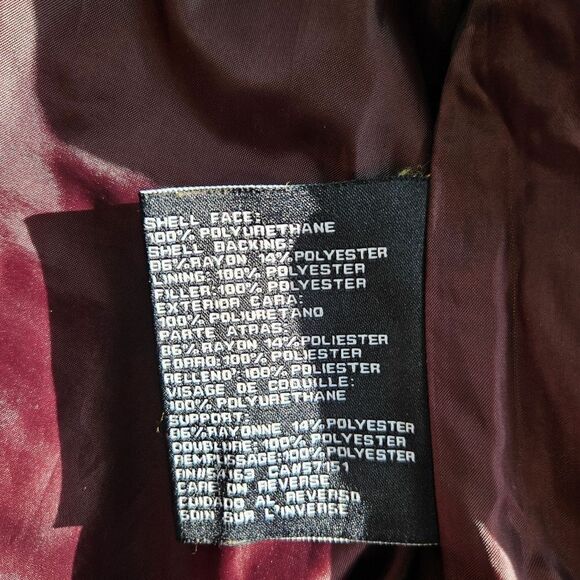 SHELL FACE:
100% POLYURETHANE
SHELL BACKING:
86%RAYON 14%POLYESTER
LINING:100% POLYESTER
FILLER:100% POLYESTER
EXTERIOR CARA:
100% POLIURETANO
PARTE ATRAS:
86%RAYON 14%POLIESTER
FORRO:100% POLIESTER
RELLENO:100% POLIESTER
VISAGE DE COQUILLE:
100% POLYURETHANE
SUPPORT:
86%RAYONNE 14%POLYESTER
DOUBLURE:100% POLYESTER
REMPLISSAGE:100% POLYESTER
CA#57151
CARE ON REVERSE
CUIDADO AL REVERSO
SOIN SUR L'INVERSE